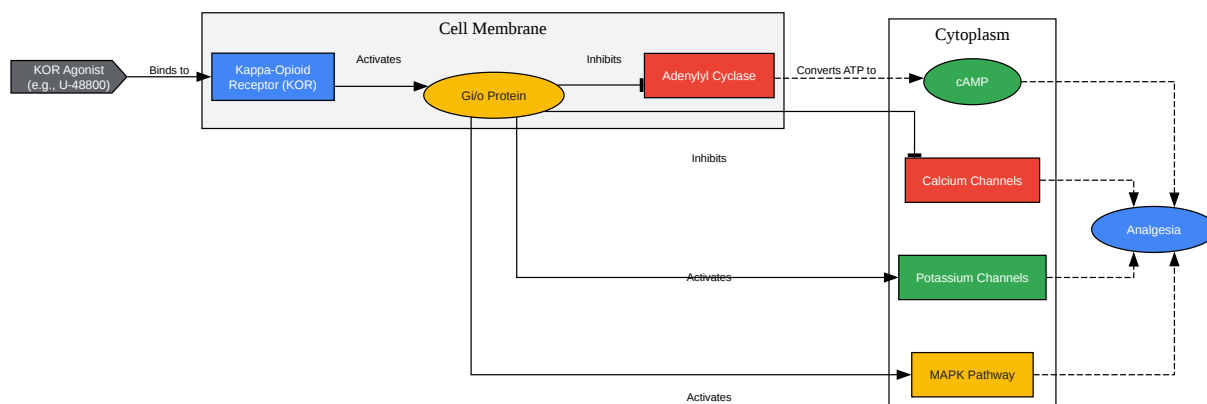 Cell Membrane
Cytoplasm
KOR Agonist
(e.g., U-48800)
Binds to
Kappa-Opioid
Receptor (KOR)
Activates
Gi/o Protein
Inhibits
Adenylyl Cyclase
Converts ATP to
cAMP
Inhibits
Calcium Channels
Analgesia
Activates
Potassium Channels
MAPK Pathway
Activates